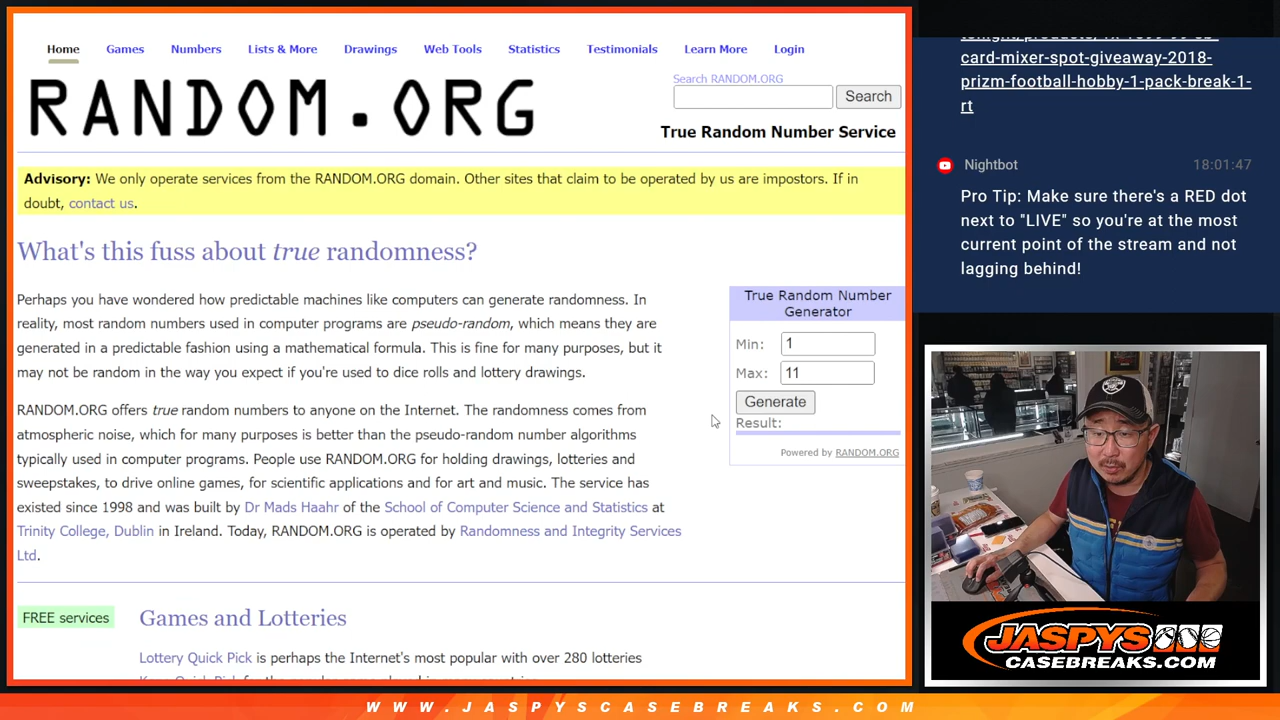 Home Games Numbers Lists & More Drawings Web Tools Statistics Testimonials Learn More Login
RANDOM.ORG
Search RANDOM.ORG
Search
True Random Number Service
Advisory: We only operate services from the RANDOM.ORG domain. Other sites that claim to be operated by us are impostors. If in
doubt, contact us.
What's this fuss about true randomness?
Perhaps you have wondered how predictable machines like computers can generate randomness. In
reality, most random numbers used in computer programs are pseudo-random, which means they are
generated in a predictable fashion using a mathematical formula. This is fine for many purposes, but it
may not be random in the way you expect if you're used to dice rolls and lottery drawings.
RANDOM.ORG offers true random numbers to anyone on the Internet. The randomness comes from
atmospheric noise, which for many purposes is better than the pseudo-random number algorithms
typically used in computer programs. People use RANDOM.ORG for holding drawings, lotteries and
sweepstakes, to drive online games, for scientific applications and for art and music. The service has
existed since 1998 and was built by Dr Mads Haahr of the School of Computer Science and Statistics at
Trinity College, Dublin in Ireland. Today, RANDOM.ORG is operated by Randomness and Integrity Services
Ltd.
True Random Number
Generator
Min: 1
Max: 11
Generate
Result:
Powered by RANDOM.ORG
FREE services
Games and Lotteries
Lottery Quick Pick is perhaps the Internet's most popular with over 280 lotteries
card-mixer-spot-giveaway-2018-
prizm-football-hobby-1-pack-break-1-
rt
Nightbot 18:01:47
Pro Tip: Make sure there's a RED dot
next to "LIVE" so you're at the most
current point of the stream and not
lagging behind!
JASPYS
CASEBREAKS.COM
WWW.JASPYSCASEBREAKS.COM